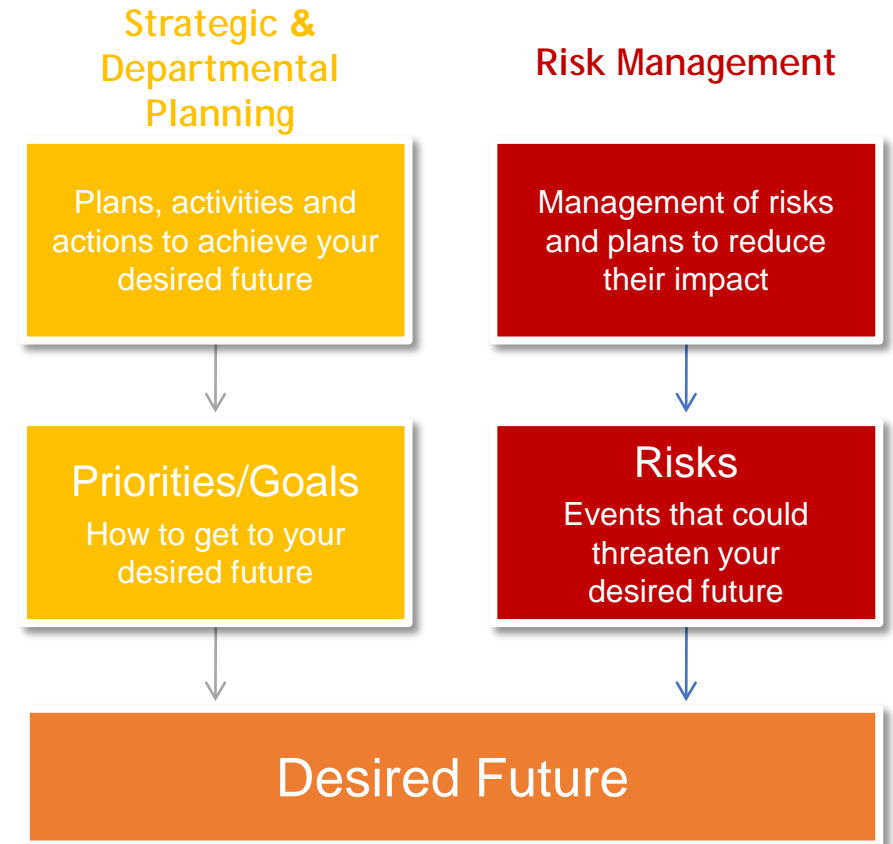 Strategic &
Departmental
Planning
Risk Management
Plans, activities and
actions to achieve your
desired future
Management of risks
and plans to reduce
their impact
Priorities/Goals
How to get to your
desired future
Risks
Events that could
threaten your
desired future
Desired Future